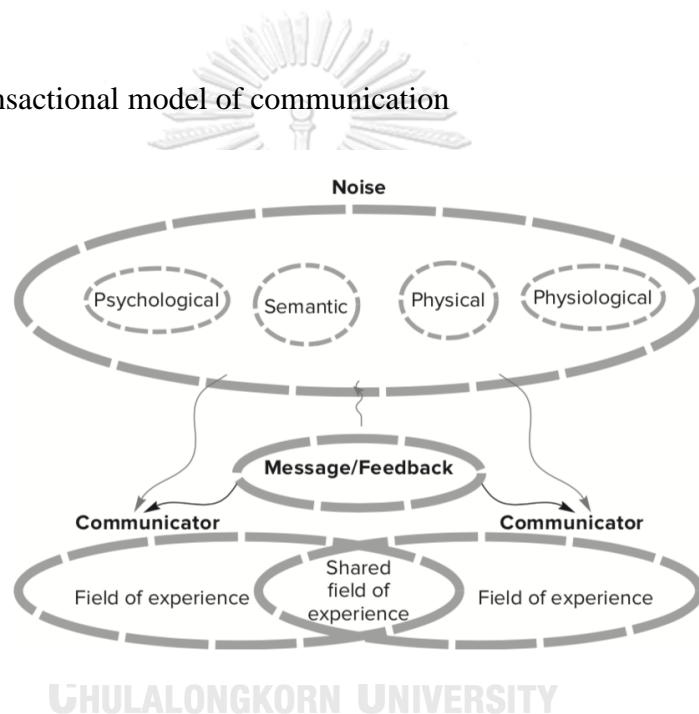 nsactional model of communication
Noise
Psychological
Semantic
Physical
Physiological
Message/Feedback
Communicator
Communicator
Field of experience
Shared
field of
experience
Field of experience
CHULALONGKORN UNIVERSITY